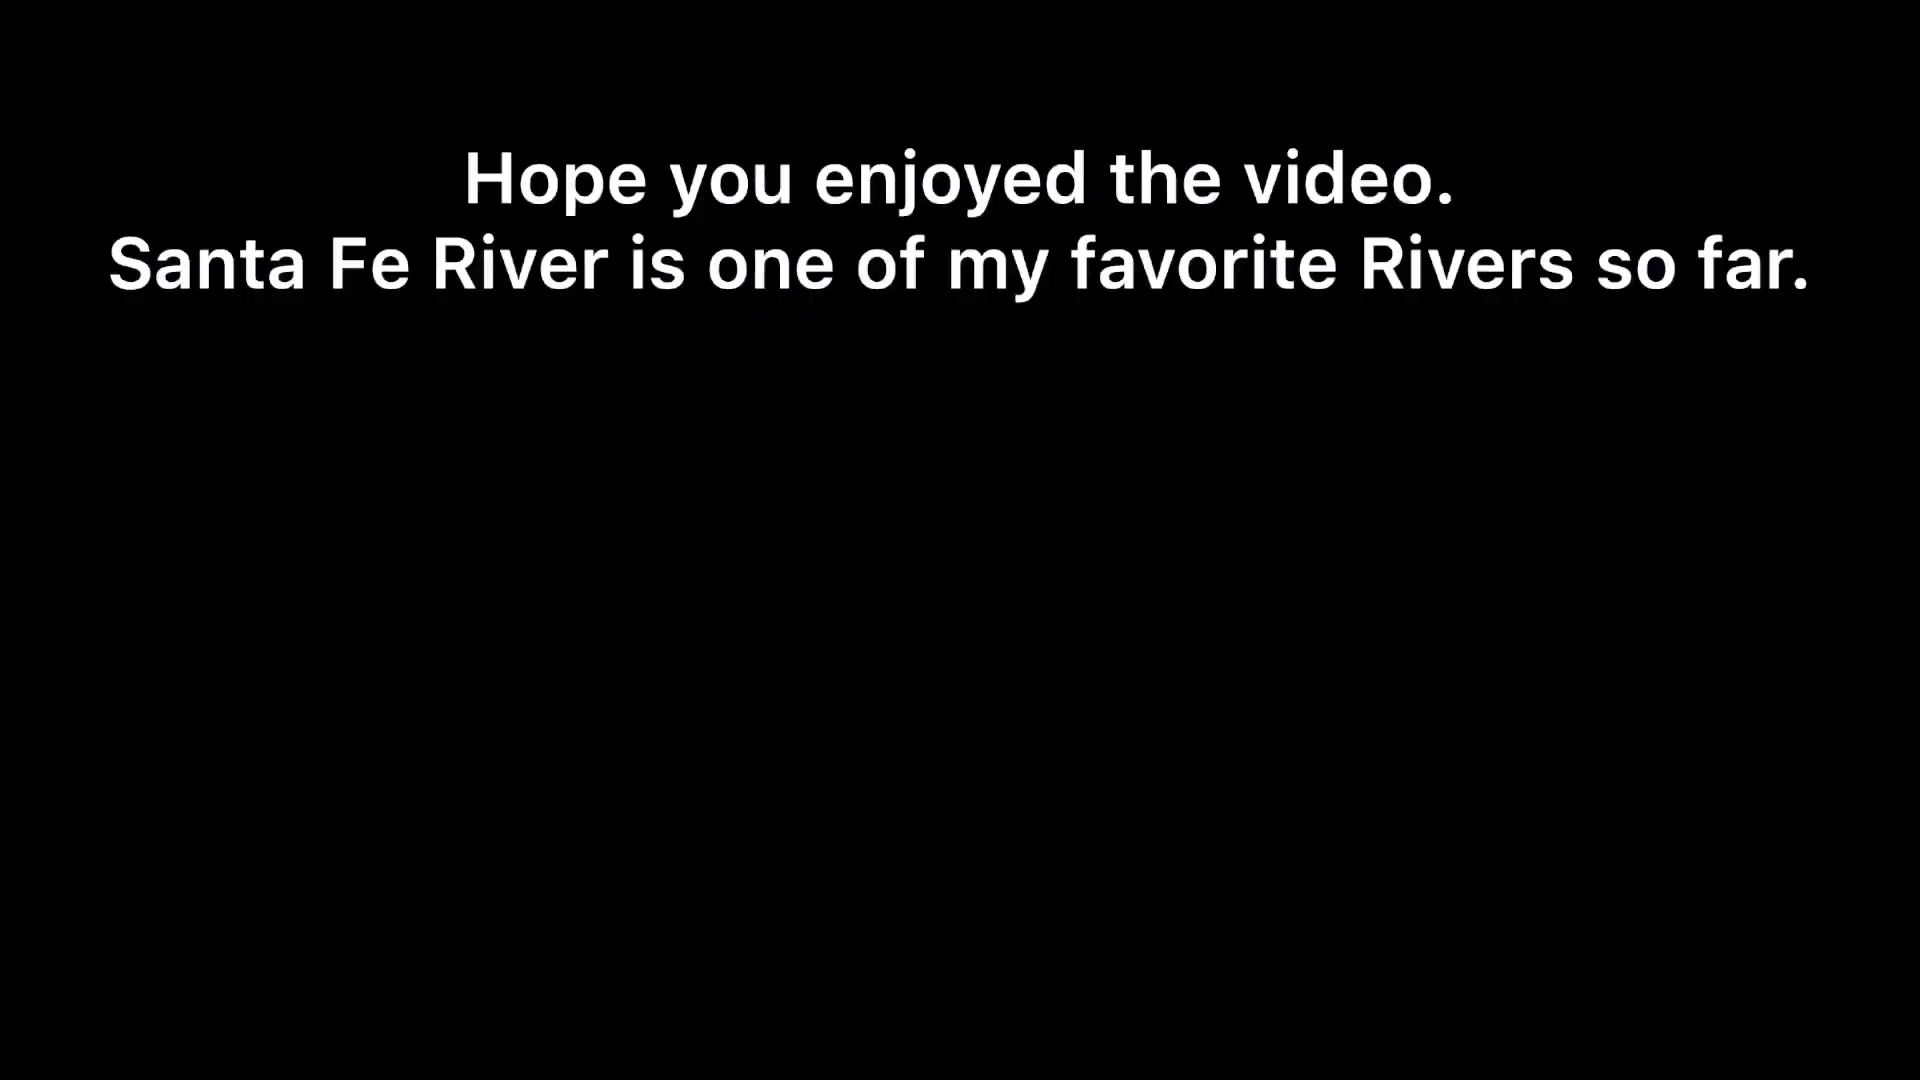 Hope you enjoyed the video.
Santa Fe River is one of my favorite Rivers so far.